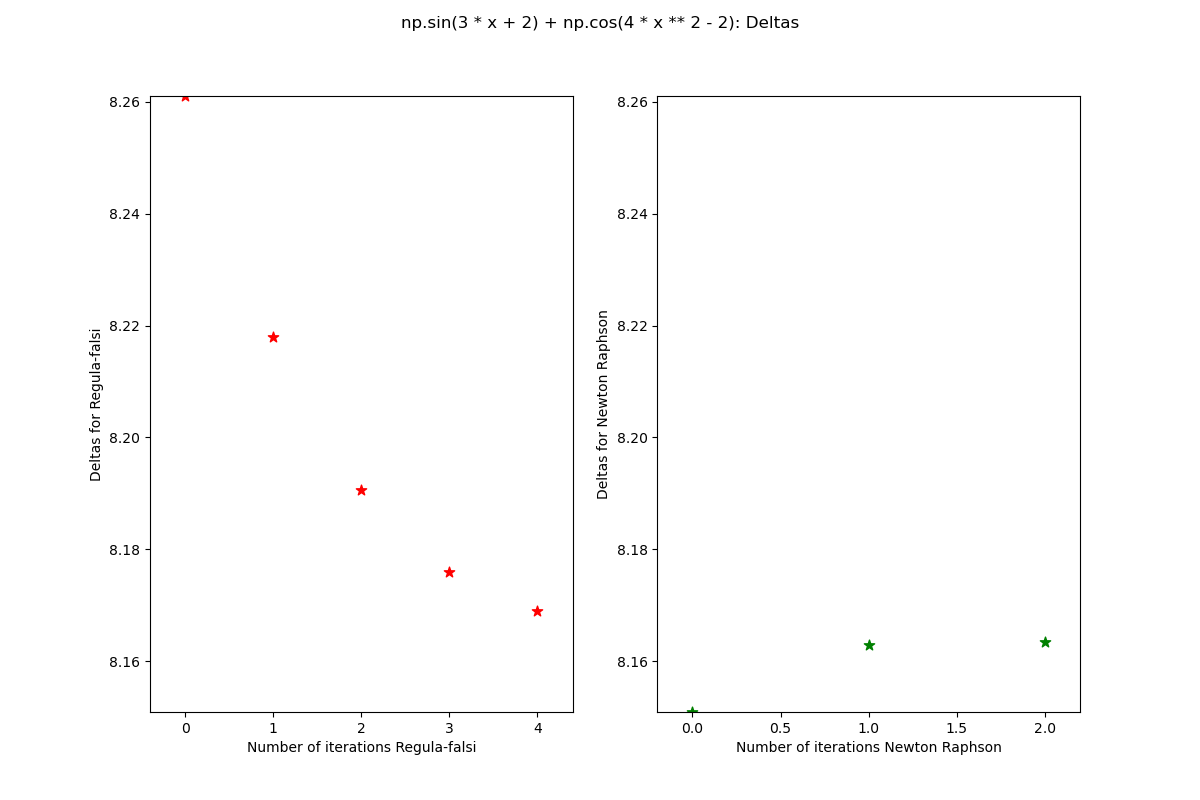 np.sin(3 * x + 2) + np.cos(4 * x ** 2 - 2): Deltas
8.26
8.24
8.22
8.20
8.18
8.16
Deltas for Regula-falsi
0 1 2 3 4
Number of iterations Regula-falsi
8.26
8.24
8.22
8.20
8.18
8.16
Deltas for Newton Raphson
0.0 0.5 1.0 1.5 2.0
Number of iterations Newton Raphson